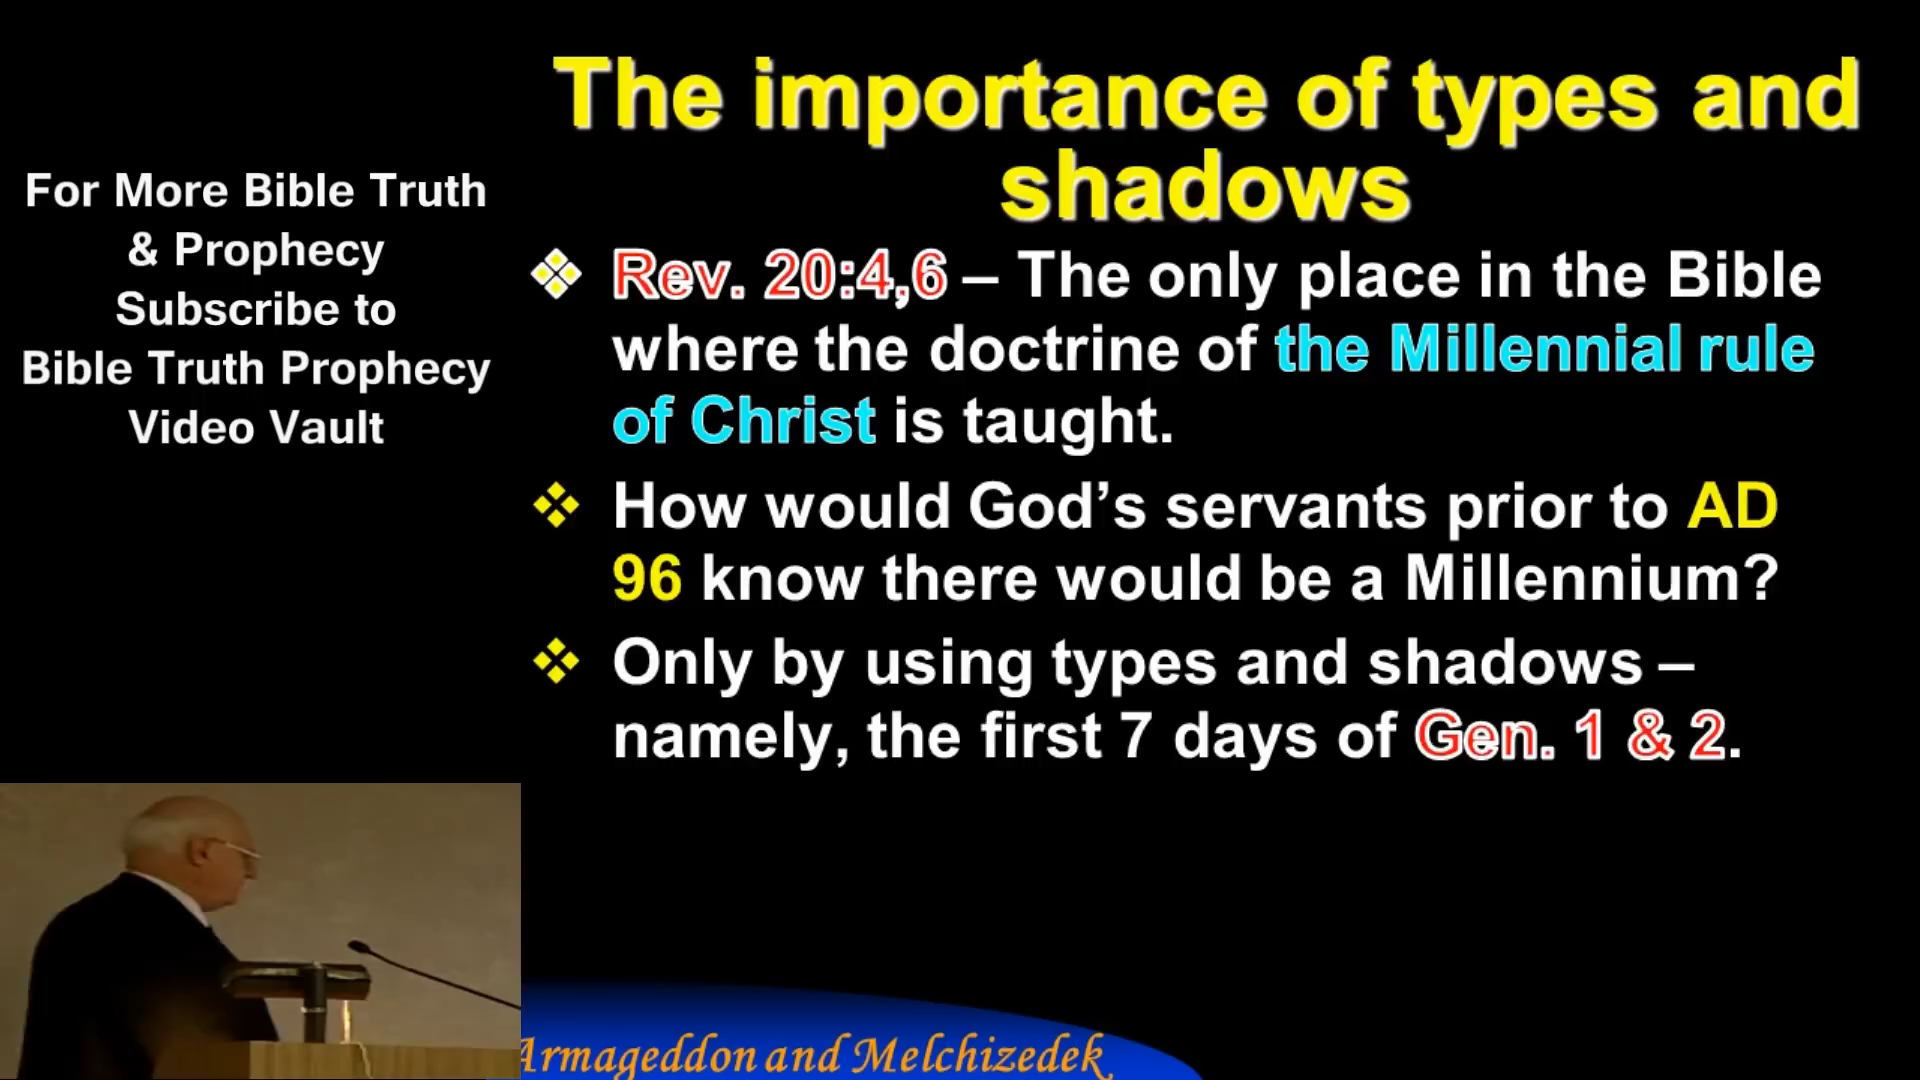 The importance of types and
shadows
For More Bible Truth
& Prophecy
Subscribe to
Bible Truth Prophecy
Video Vault
❖ Rev. 20:4,6 – The only place in the Bible
where the doctrine of the Millennial rule
of Christ is taught.
❖ How would God’s servants prior to AD
96 know there would be a Millennium?
❖ Only by using types and shadows –
namely, the first 7 days of Gen. 1 & 2.
Armageddon and Melchizedek